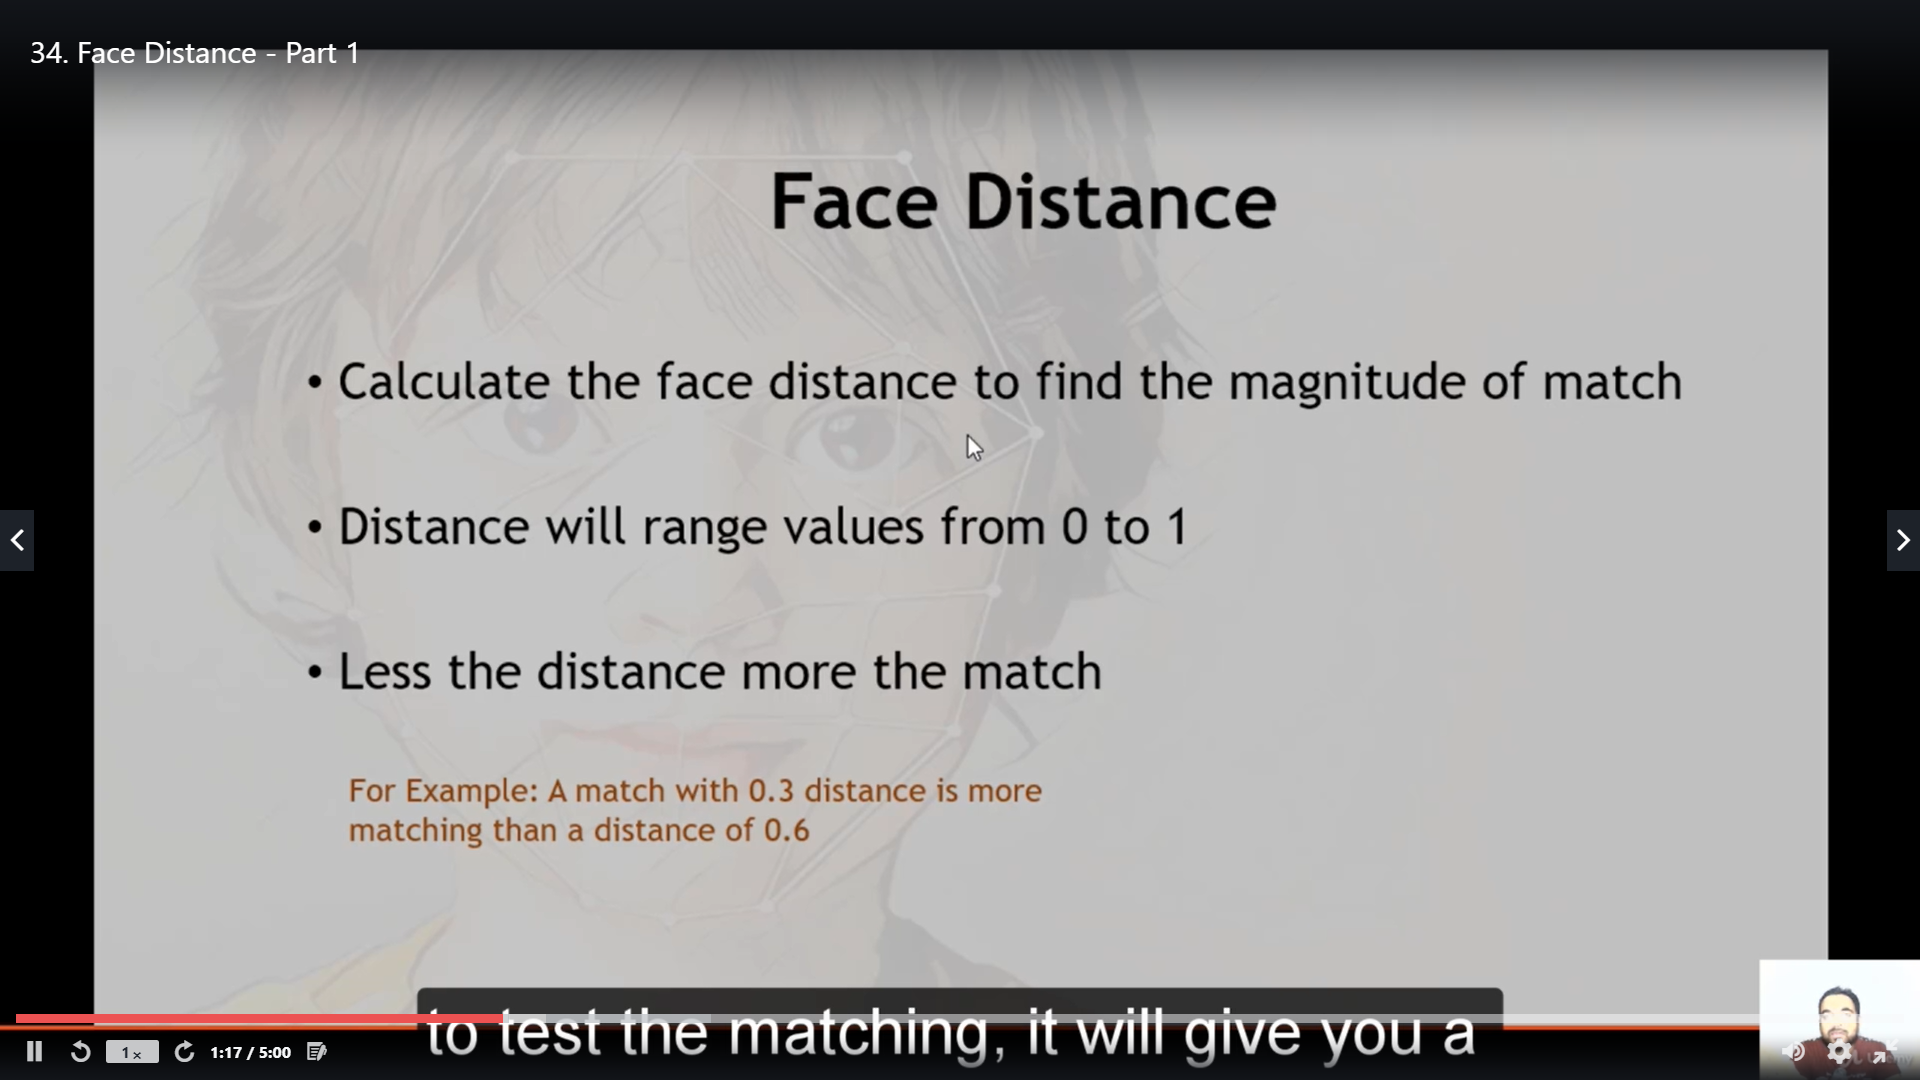 34. Face Distance - Part 1
Face Distance
• Calculate the face distance to find the magnitude of match
• Distance will range values from 0 to 1
• Less the distance more the match
For Example: A match with 0.3 distance is more
matching than a distance of 0.6
to test the matching, it will give you a
1x
1:17 / 5:00